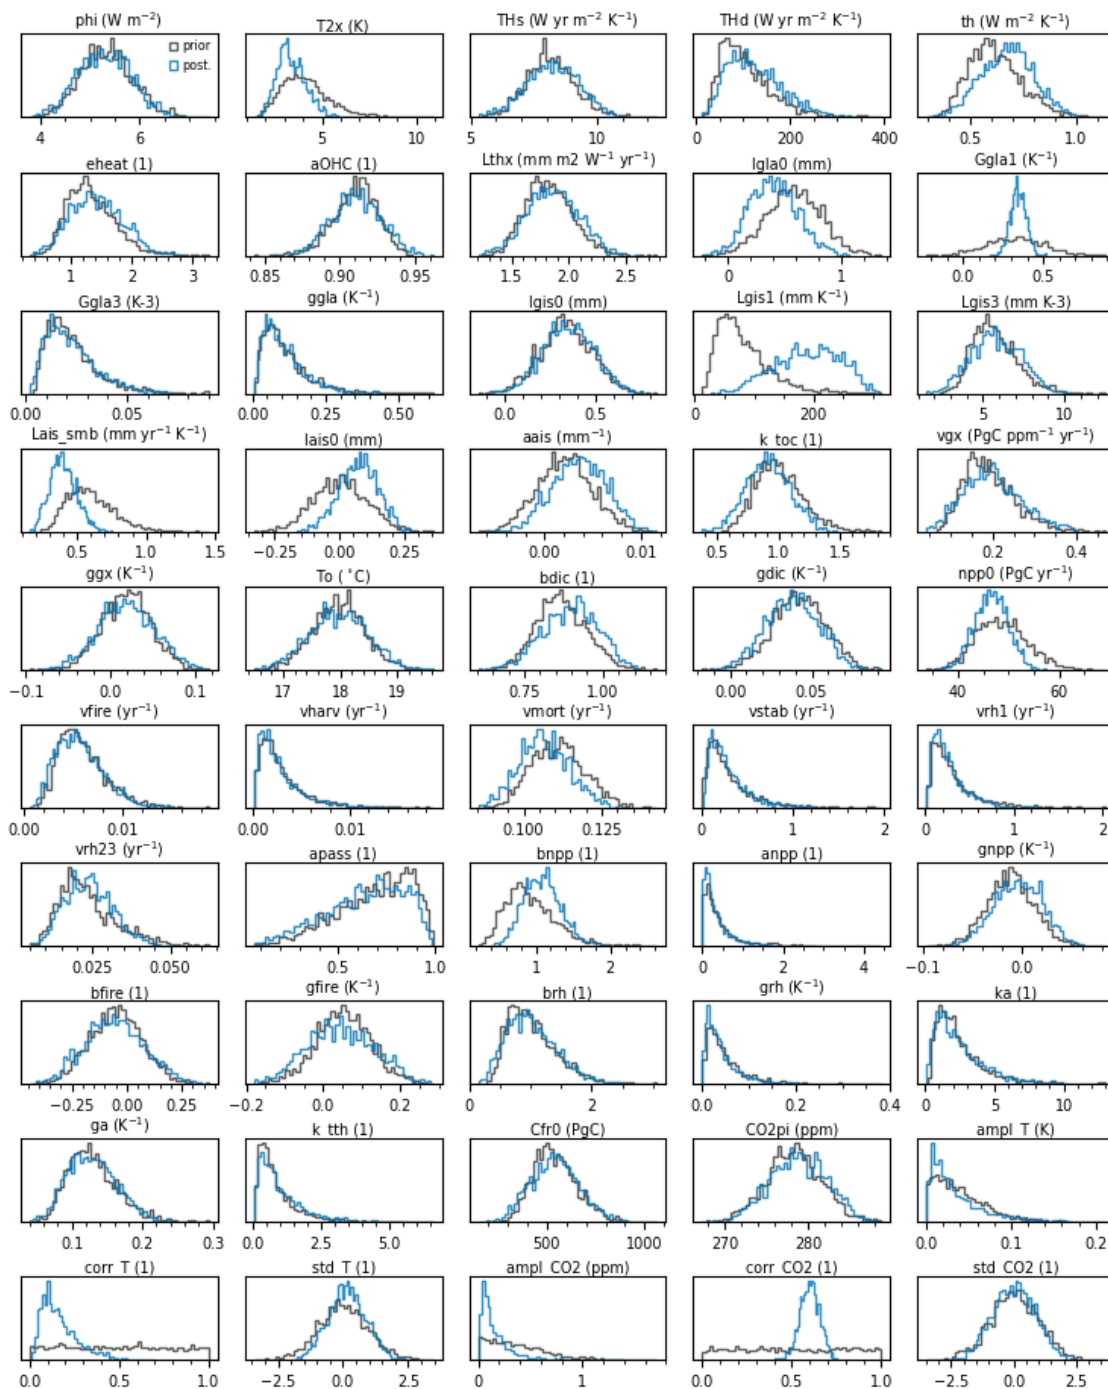 phi (W m⁻²) T2x (K) THs (W yr m⁻² K⁻¹) THd (W yr m⁻² K⁻¹) th (W m⁻² K⁻¹)
prior
post.
4 6 5 10 5 10 0 200 400 0.5 1.0
eheat (1) aOHC (1) Lthx (mm m2 W⁻¹ yr⁻¹) lgla0 (mm) Ggla1 (K⁻¹)
1 2 3 0.85 0.90 0.95 1.5 2.0 2.5 0 1 0.0 0.5
Ggla3 (K-3) ggla (K⁻¹) lgis0 (mm) Lgis1 (mm K⁻¹) Lgis3 (mm K-3)
0.00 0.05 0.00 0.25 0.50 0.0 0.5 0 200 5 10
Lais_smb (mm yr⁻¹ K⁻¹) lais0 (mm) aais (mm⁻¹) k_toc (1) vgx (PgC ppm⁻¹ yr⁻¹)
0.5 1.0 1.5 −0.25 0.00 0.25 0.00 0.01 0.5 1.0 1.5 0.2 0.4
ggx (K⁻¹) To (˚C) bdic (1) gdic (K⁻¹) npp0 (PgC yr⁻¹)
−0.1 0.0 0.1 17 18 19 0.75 1.00 0.00 0.05 40 60
vfire (yr⁻¹) vharv (yr⁻¹) vmort (yr⁻¹) vstab (yr⁻¹) vrh1 (yr⁻¹)
0.00 0.01 0.00 0.01 0.100 0.125 0 1 2 0 1 2
vrh23 (yr⁻¹) apass (1) bnpp (1) anpp (1) gnpp (K⁻¹)
0.025 0.050 0.5 1.0 1 2 0 2 4 −0.1 0.0
bfire (1) gfire (K⁻¹) brh (1) grh (K⁻¹) ka (1)
−0.25 0.00 0.25 −0.2 0.0 0.2 0 2 0.0 0.2 0.4 0 5 10
ga (K⁻¹) k_tth (1) Cfr0 (PgC) CO2pi (ppm) ampl_T (K)
0.1 0.2 0.3 0.0 2.5 5.0 500 1000 270 280 0.0 0.1 0.2
corr_T (1) std_T (1) ampl_CO2 (ppm) corr_CO2 (1) std_CO2 (1)
0.0 0.5 1.0 −2.5 0.0 2.5 0 1 0.0 0.5 1.0 −2.5 0.0 2.5